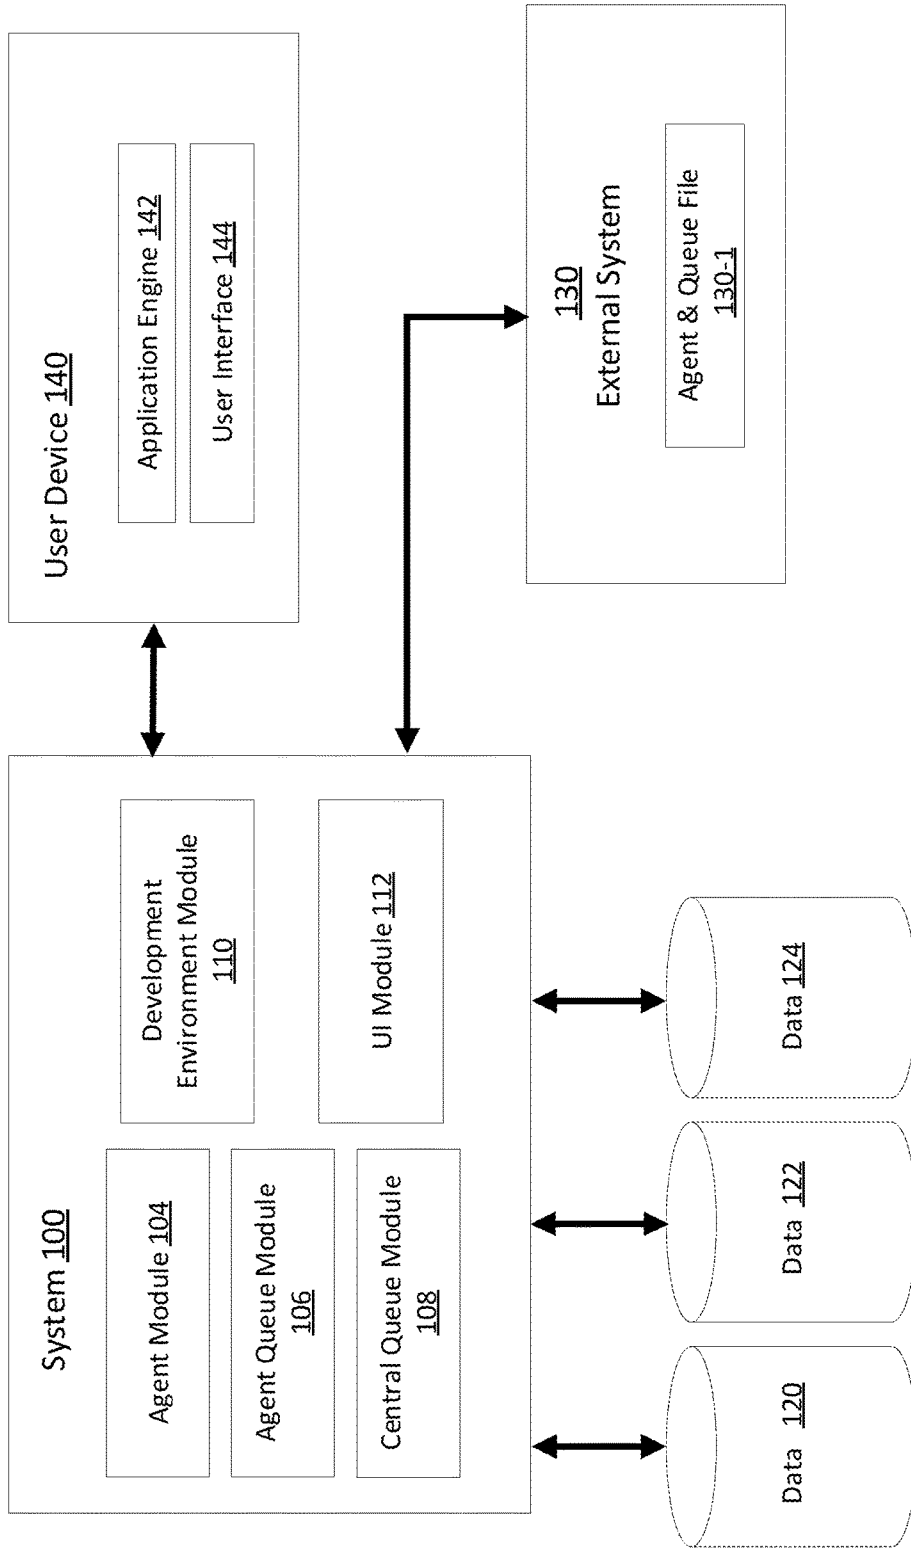 System 100
Agent Module 104
Agent Queue Module
106
Central Queue Module
108
Development
Environment Module
110
UI Module 112
User Device 140
Application Engine 142
User Interface 144
130
External System
Agent & Queue File
130-1
Data 120
Data 122
Data 124